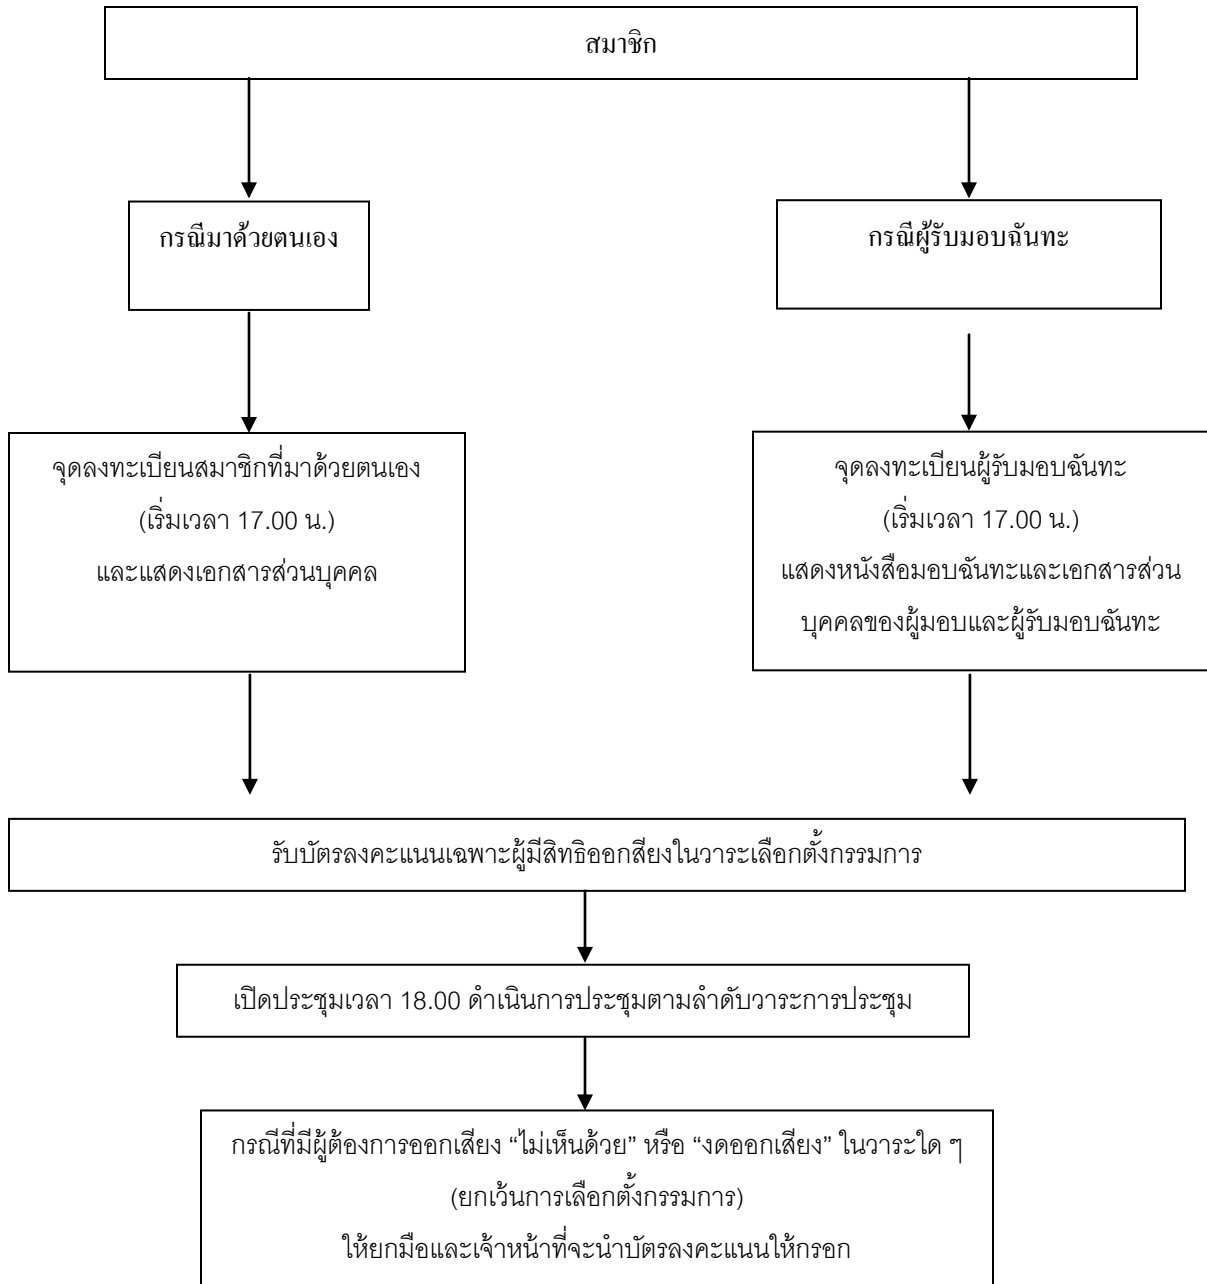 สมาชิก
กรณีมาด้วยตนเอง
กรณีผู้รับมอบฉันทะ
จุดลงทะเบียนสมาชิกที่มาด้วยตนเอง
(เริ่มเวลา 17.00 น.)
และแสดงเอกสารส่วนบุคคล
จุดลงทะเบียนผู้รับมอบฉันทะ
(เริ่มเวลา 17.00 น.)
แสดงหนังสือมอบฉันทะและเอกสารส่วน
บุคคลของผู้มอบและผู้รับมอบฉันทะ
รับบัตรลงคะแนนเฉพาะผู้มีสิทธิออกสียงในวาระเลือกตั้งกรรมการ
เปิดประชุมเวลา 18.00 ดำเนินการประชุมตามลำดับวาระการประชุม
กรณีที่มีผู้ต้องการออกเสียง “ไม่เห็นด้วย” หรือ “งดออกเสียง” ในวาระใด ๆ
(ยกเว้นการเลือกตั้งกรรมการ)
ให้ยกมือและเจ้าหน้าที่จะนำบัตรลงคะแนนให้กรอก